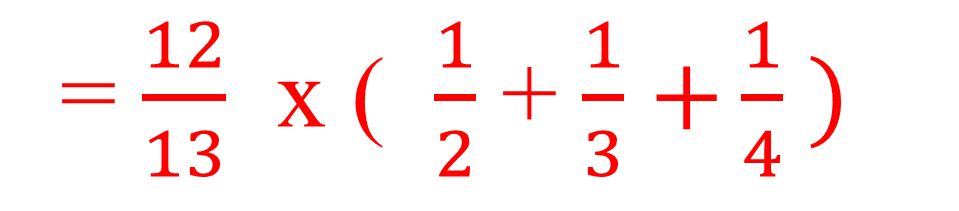 = 12/13 x ( 1/2 + 1/3 + 1/4 )